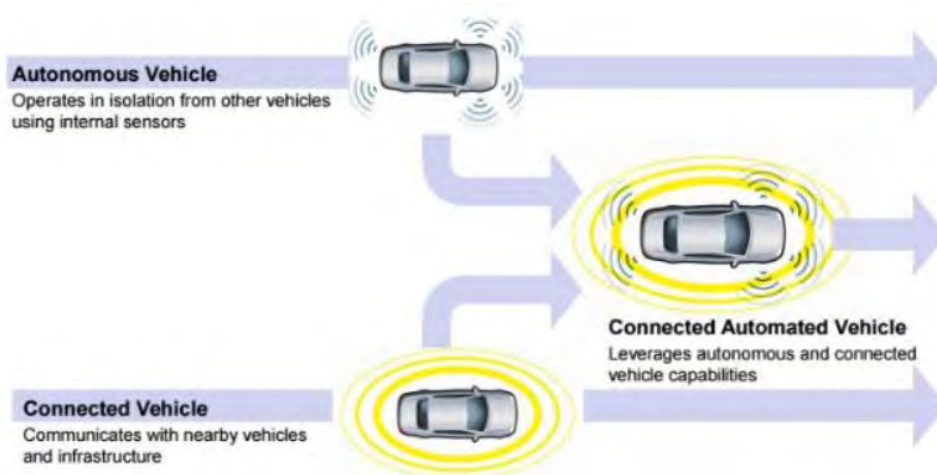 Autonomous Vehicle
Operates in isolation from other vehicles
using internal sensors
Connected Automated Vehicle
Leverages autonomous and connected
vehicle capabilities
Connected Vehicle
Communicates with nearby vehicles
and infrastructure